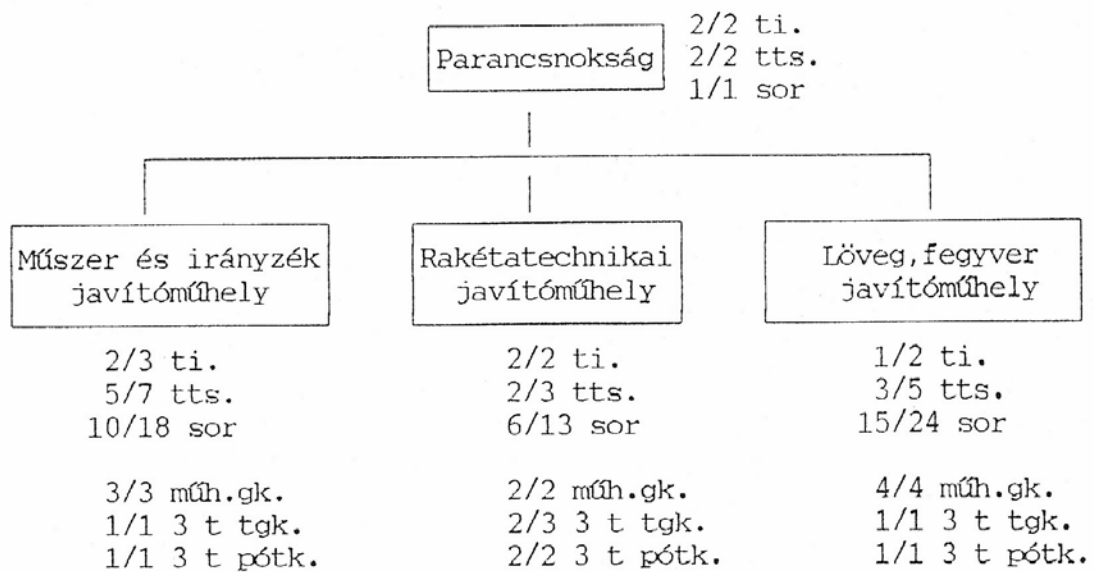 Parancsnokság
2/2 ti.
2/2 tts.
1/1 sor
Műszer és irányzék
javítóműhely
2/3 ti.
5/7 tts.
10/18 sor
3/3 műh.gk.
1/1 3 t tgk.
1/1 3 t pótk.
Rakétatechnikai
javítóműhely
2/2 ti.
2/3 tts.
6/13 sor
2/2 műh.gk.
2/3 3 t tgk.
2/2 3 t pótk.
Löveg,fegyver
javítóműhely
1/2 ti.
3/5 tts.
15/24 sor
4/4 műh.gk.
1/1 3 t tgk.
1/1 3 t pótk.